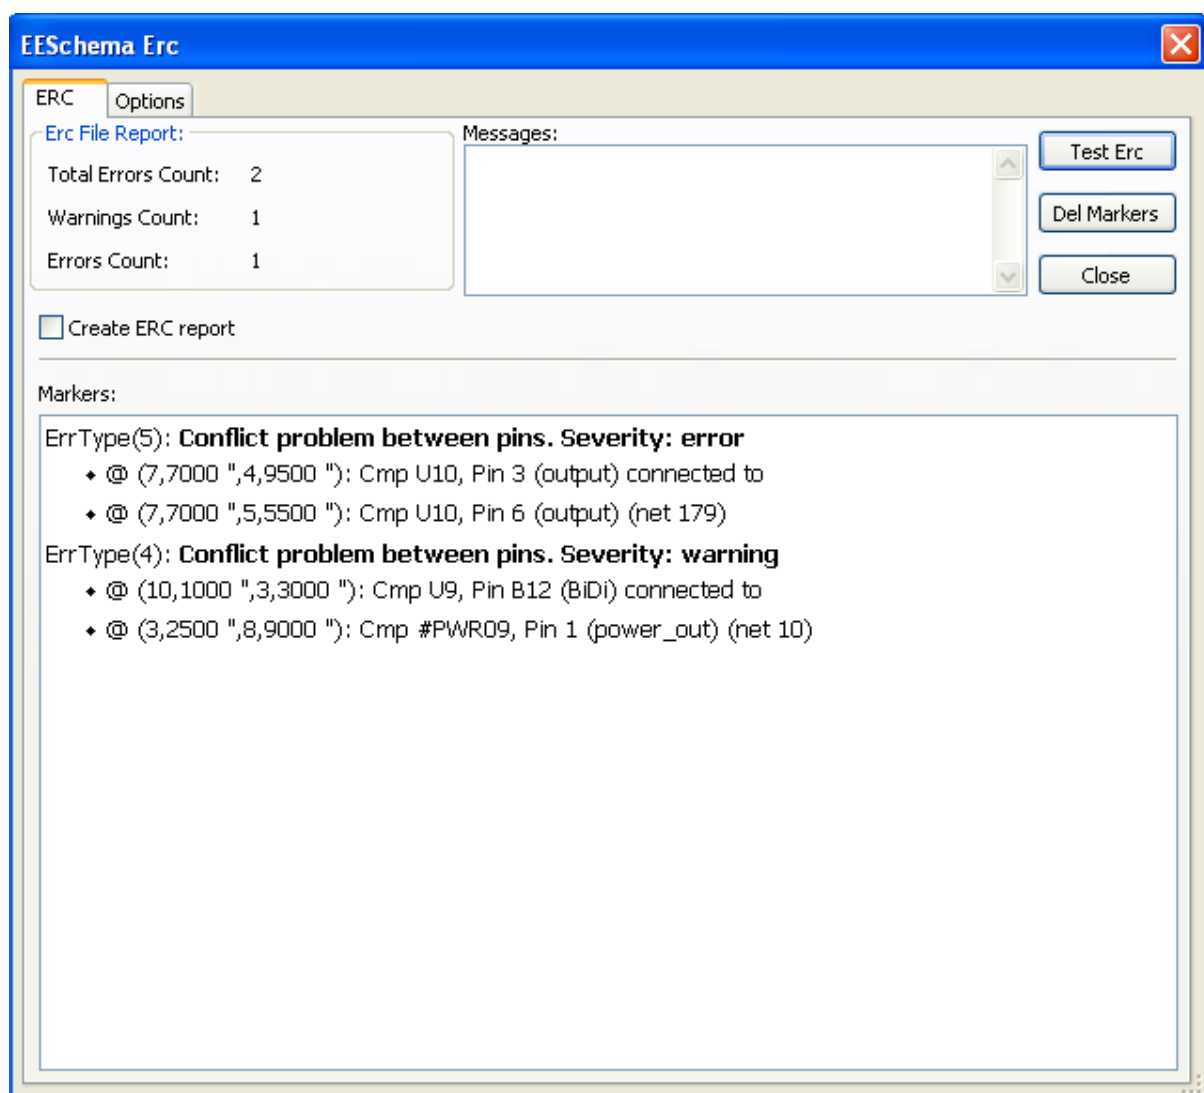 EESchema Erc
ERC
Options
Erc File Report:
Total Errors Count: 2
Warnings Count: 1
Errors Count: 1
Messages:
Test Erc
Del Markers
Close
Create ERC report
Markers:
ErrType(5): Conflict problem between pins. Severity: error
@ (7,7000 ",4,9500 "): Cmp U10, Pin 3 (output) connected to
@ (7,7000 ",5,5500 "): Cmp U10, Pin 6 (output) (net 179)
ErrType(4): Conflict problem between pins. Severity: warning
@ (10,1000 ",3,3000 "): Cmp U9, Pin B12 (BiDi) connected to
@ (3,2500 ",8,9000 "): Cmp #PWR09, Pin 1 (power_out) (net 10)